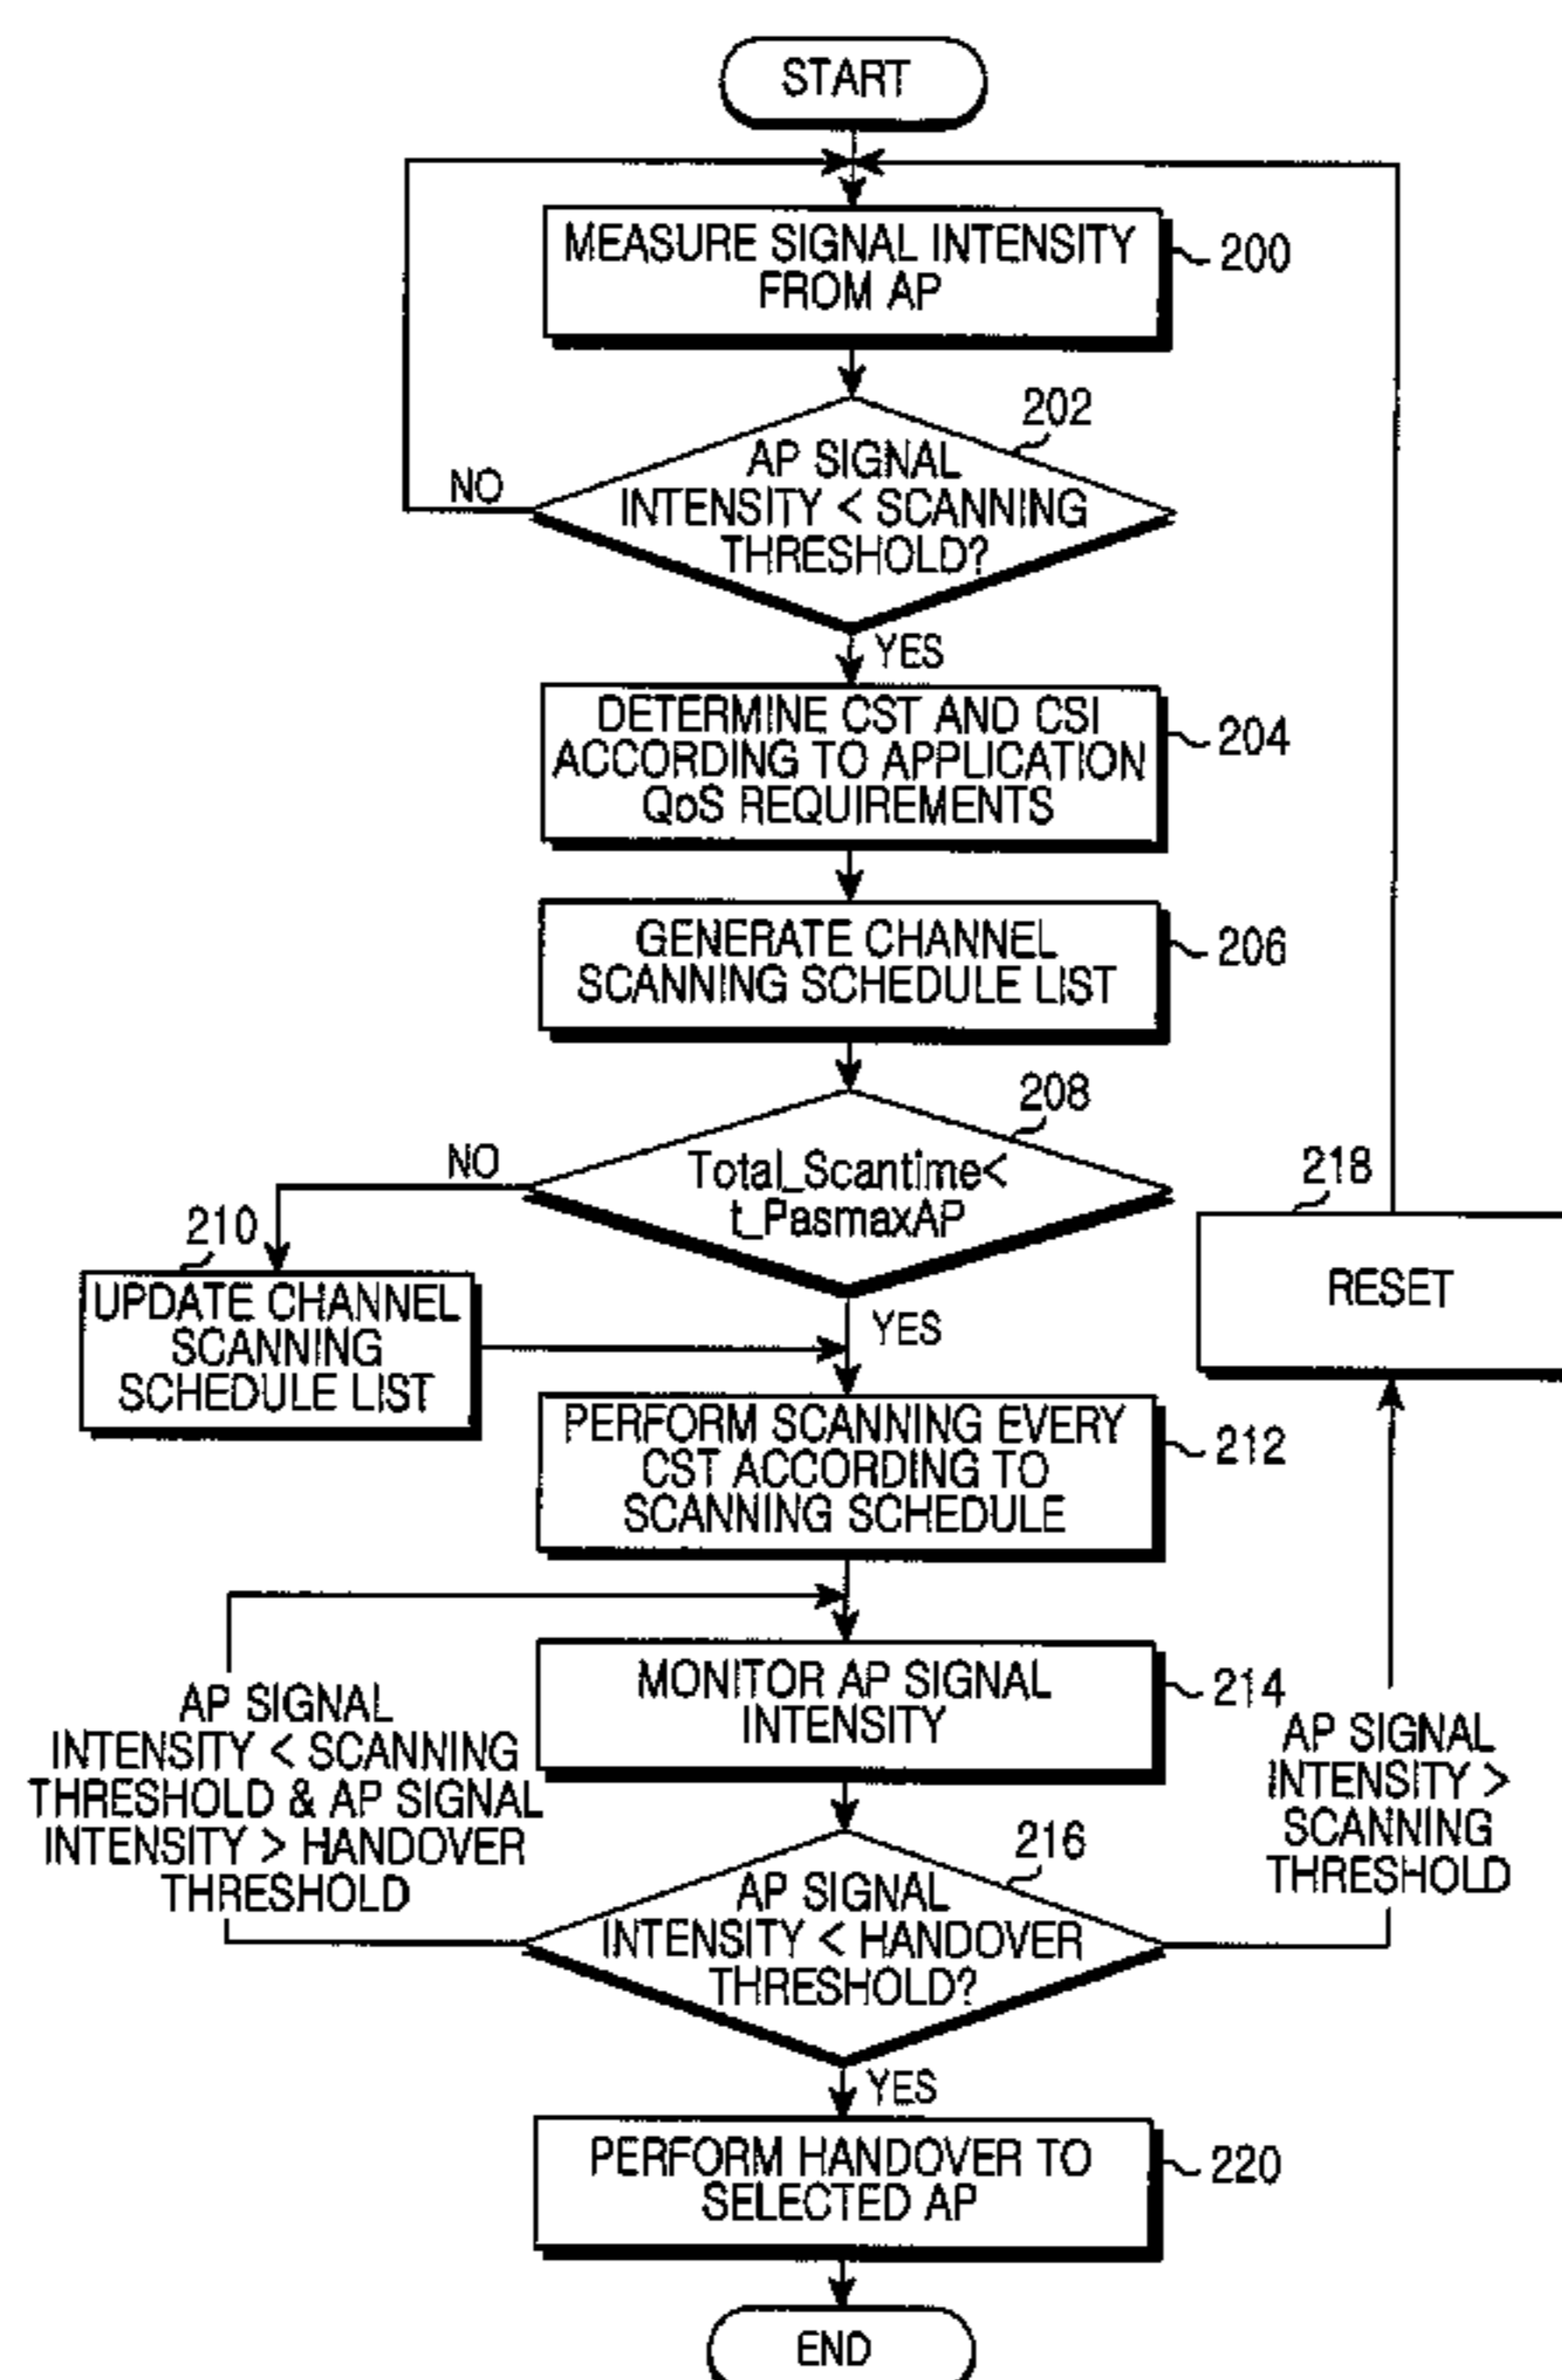 START
MEASURE SIGNAL INTENSITY
FROM AP
200
202
AP SIGNAL
INTENSITY < SCANNING
THRESHOLD?
NO
YES
DETERMINE CST AND CSI
ACCORDING TO APPLICATION
QoS REQUIREMENTS
204
GENERATE CHANNEL
SCANNING SCHEDULE LIST
206
208
Total_Scantime<
t_PasmaxAP
NO
YES
210
UPDATE CHANNEL
SCANNING
SCHEDULE LIST
218
RESET
PERFORM SCANNING EVERY
CST ACCORDING TO
SCANNING SCHEDULE
212
MONITOR AP SIGNAL
INTENSITY
214
AP SIGNAL
INTENSITY < SCANNING
THRESHOLD & AP SIGNAL
INTENSITY > HANDOVER
THRESHOLD
AP SIGNAL
INTENSITY >
SCANNING
THRESHOLD
216
AP SIGNAL
INTENSITY < HANDOVER
THRESHOLD?
YES
PERFORM HANDOVER TO
SELECTED AP
220
END